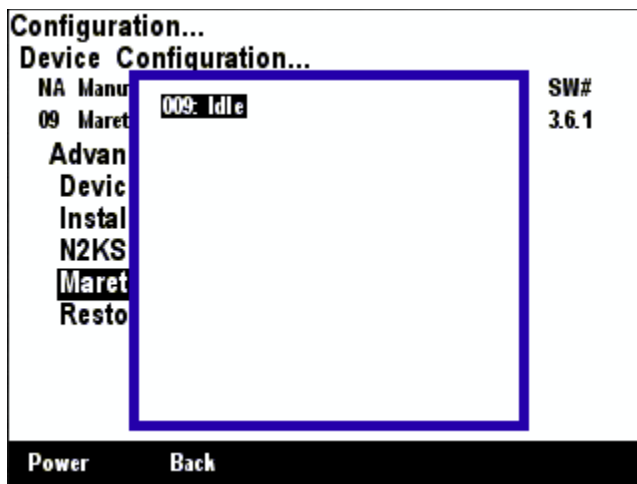 Configuration...
Device Configuration...
NA Manu SW#
09 Maret 3.6.1
009: Idle
Advan
Devic
Instal
N2KS
Maret
Resto
Power Back